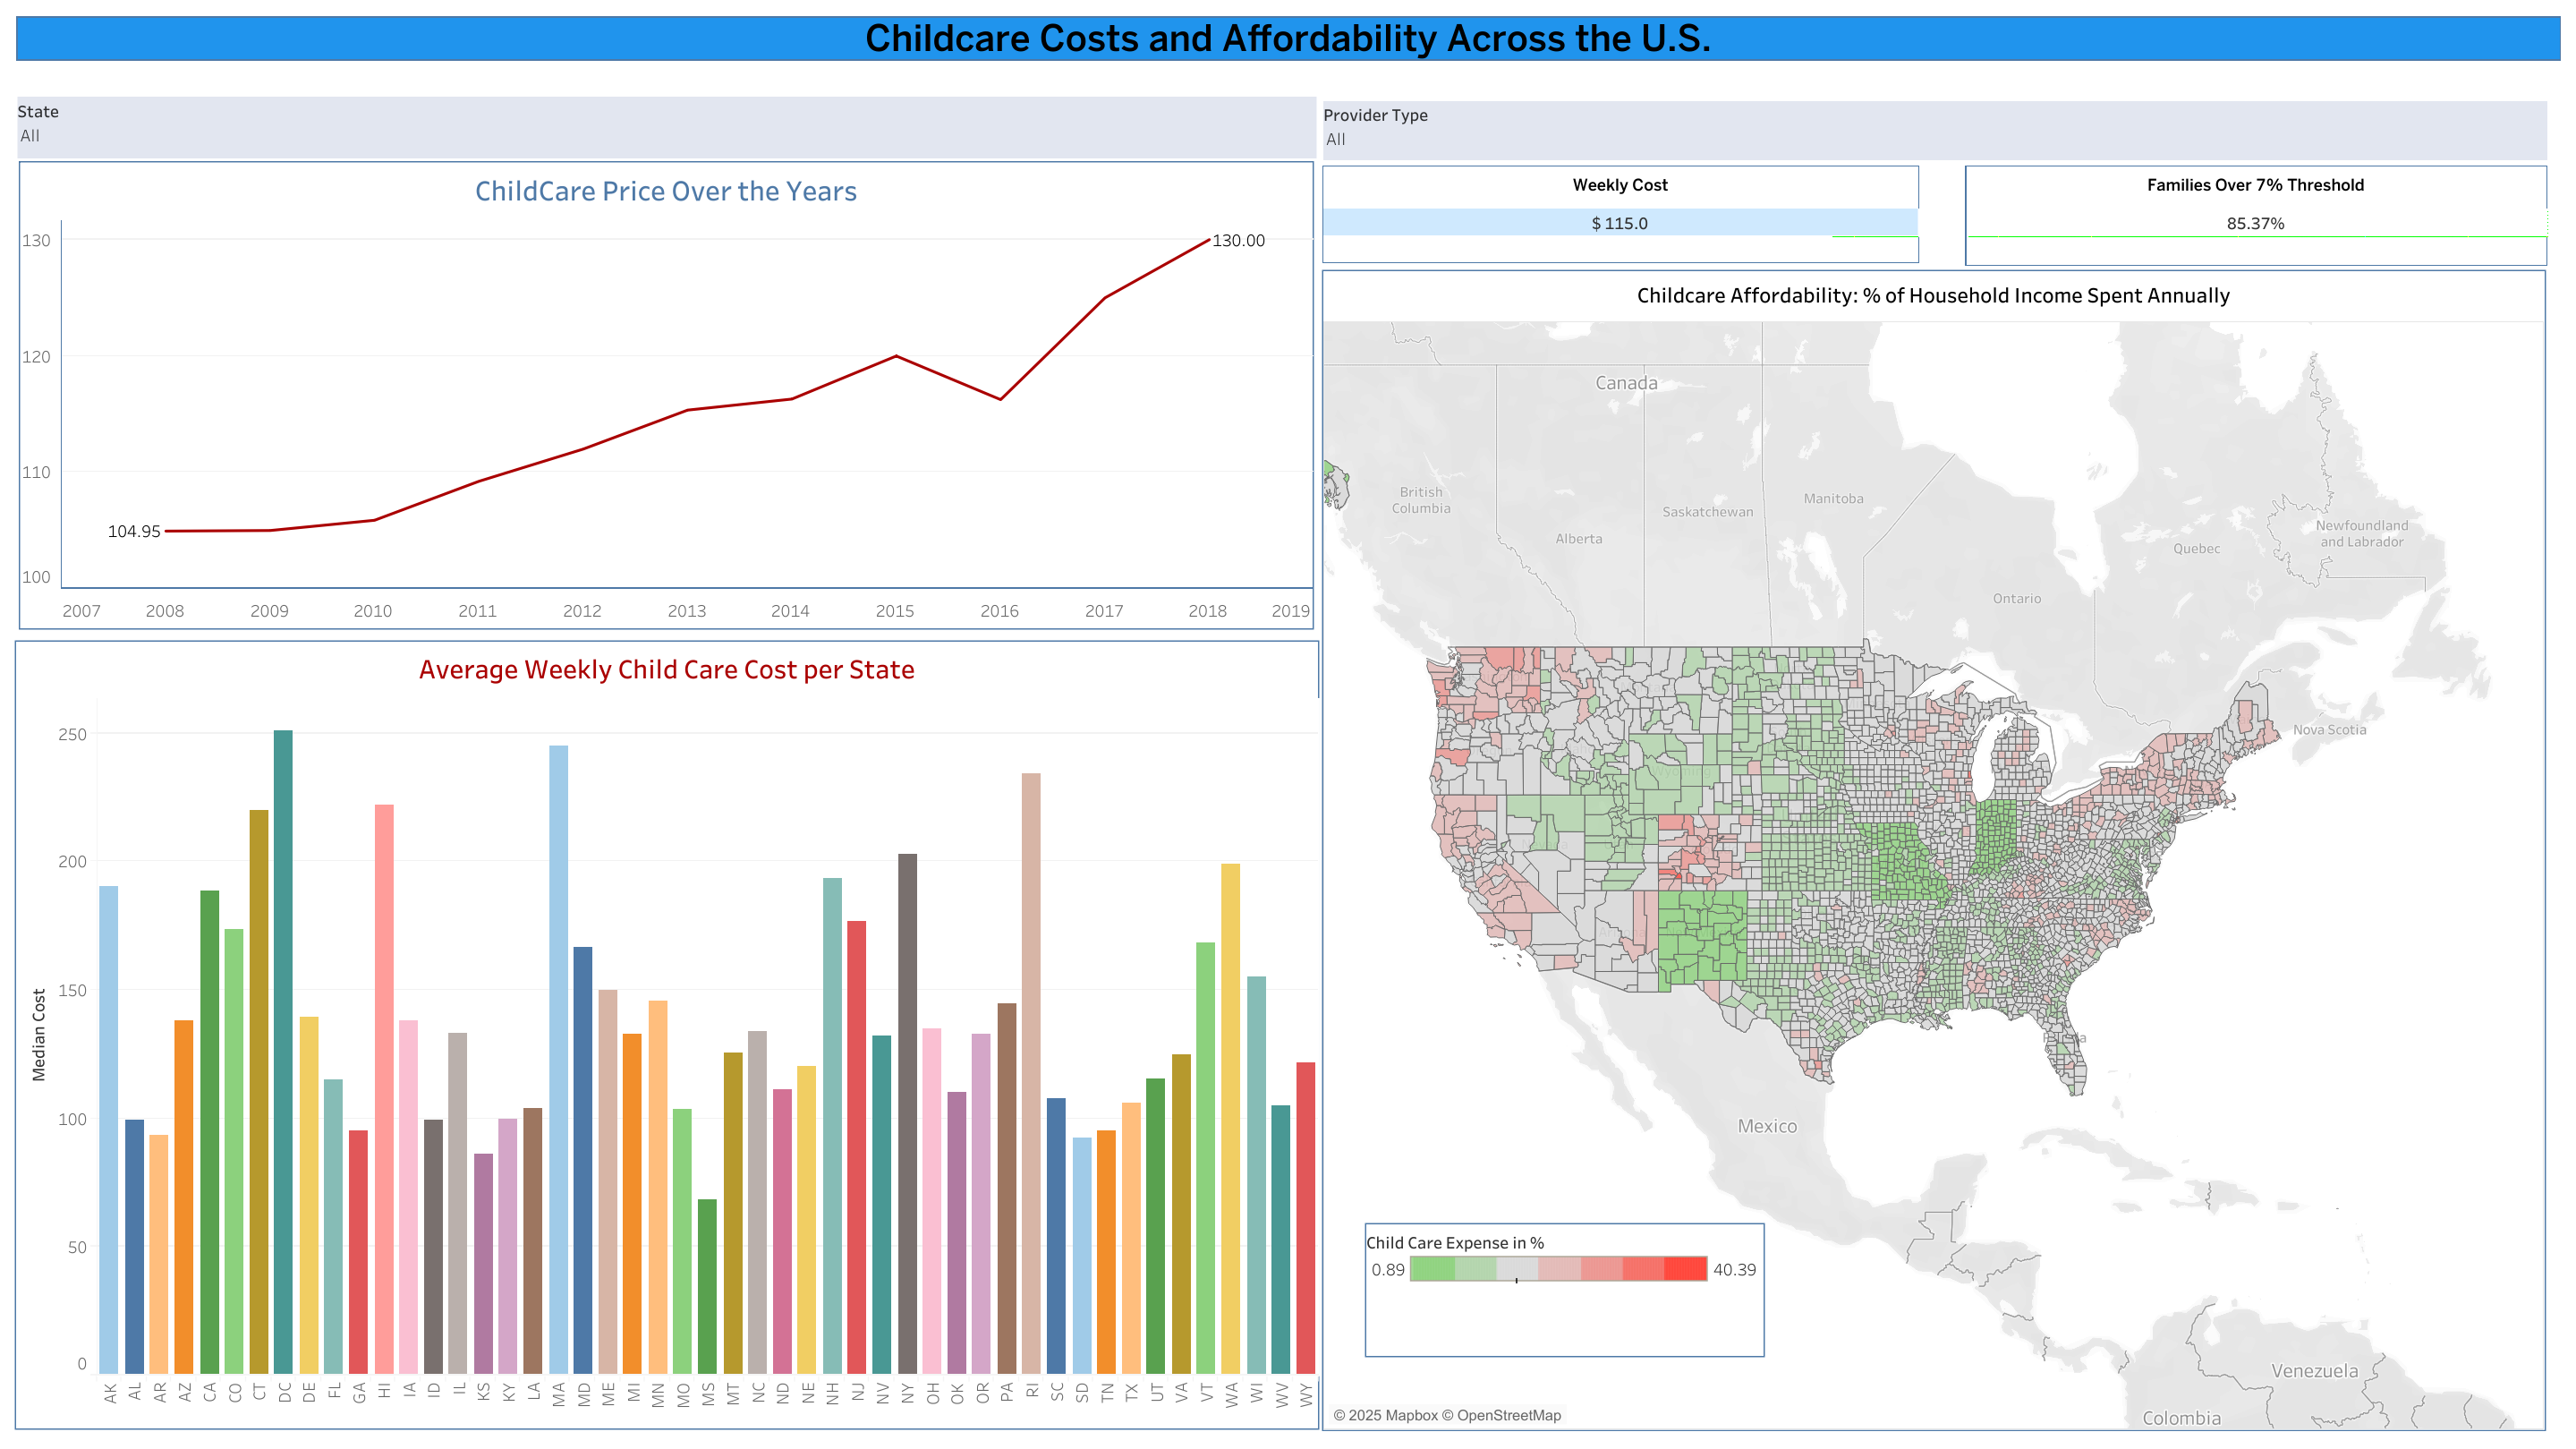 Childcare Costs and Affordability Across the U.S.
State
All
Provider Type
All
ChildCare Price Over the Years
130
120
110
100
104.95
130.00
2007 2008 2009 2010 2011 2012 2013 2014 2015 2016 2017 2018 2019
Weekly Cost
$ 115.0
Families Over 7% Threshold
85.37%
Average Weekly Child Care Cost per State
Median Cost
250
200
150
100
50
0
AK AL AR AZ CA CO CT DC DE FL GA HI IA ID IL KS KY LA MA MD ME MI MN MO MS MT NC ND NE NH NJ NV NY OH OK OR PA RI SC SD TN TX UT VA VT WA WI WV WY
Childcare Affordability: % of Household Income Spent Annually
Canada
British
Columbia
Alberta
Saskatchewan
Manitoba
Ontario
Quebec
Newfoundland
and Labrador
Nova Scotia
Mexico
Venezuela
Colombia
Child Care Expense in %
0.89
40.39
© 2025 Mapbox © OpenStreetMap